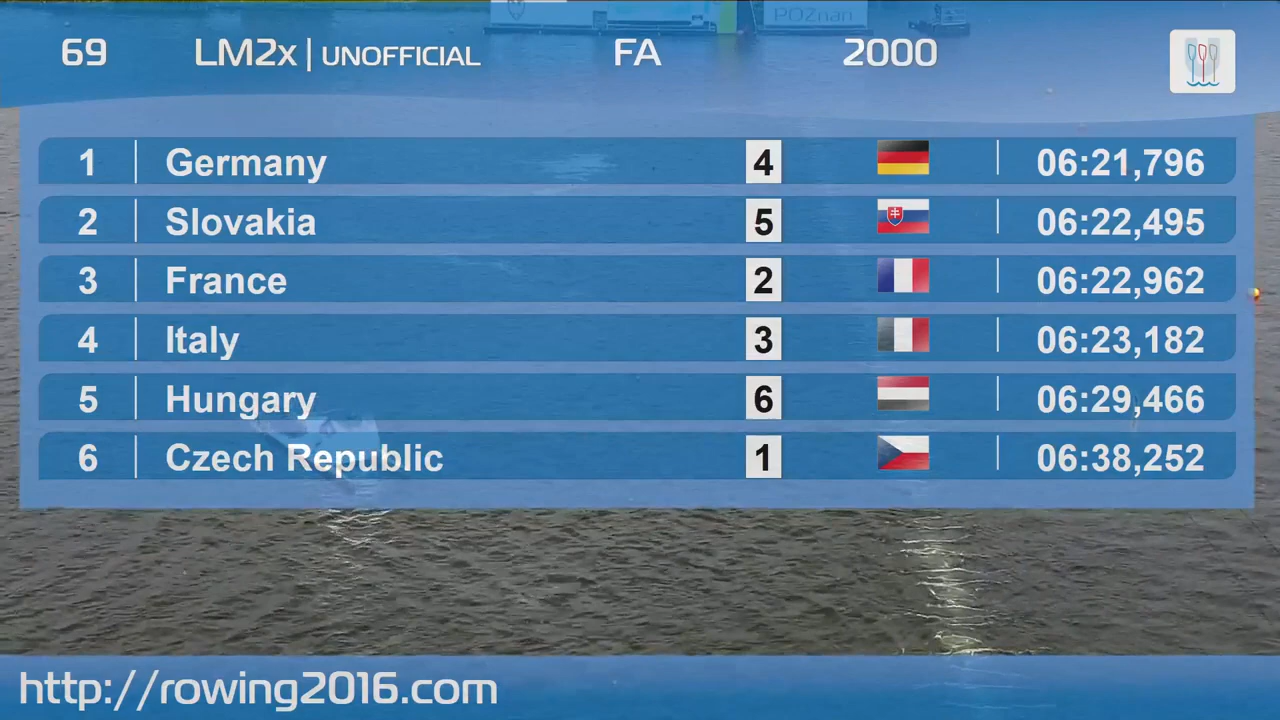 69 LM2x | UNOFFICIAL FA 2000
POZnan
1 Germany 4 06:21,796
2 Slovakia 5 06:22,495
3 France 2 06:22,962
4 Italy 3 06:23,182
5 Hungary 6 06:29,466
6 Czech Republic 1 06:38,252
http://rowing2016.com